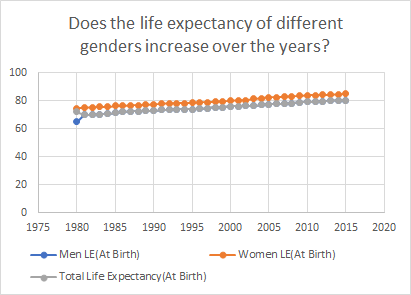 Does the life expectancy of different
genders increase over the years?
100
80
60
40
20
0
1975 1980 1985 1990 1995 2000 2005 2010 2015 2020
Men LE(At Birth) Women LE(At Birth)
Total Life Expectancy(At Birth)